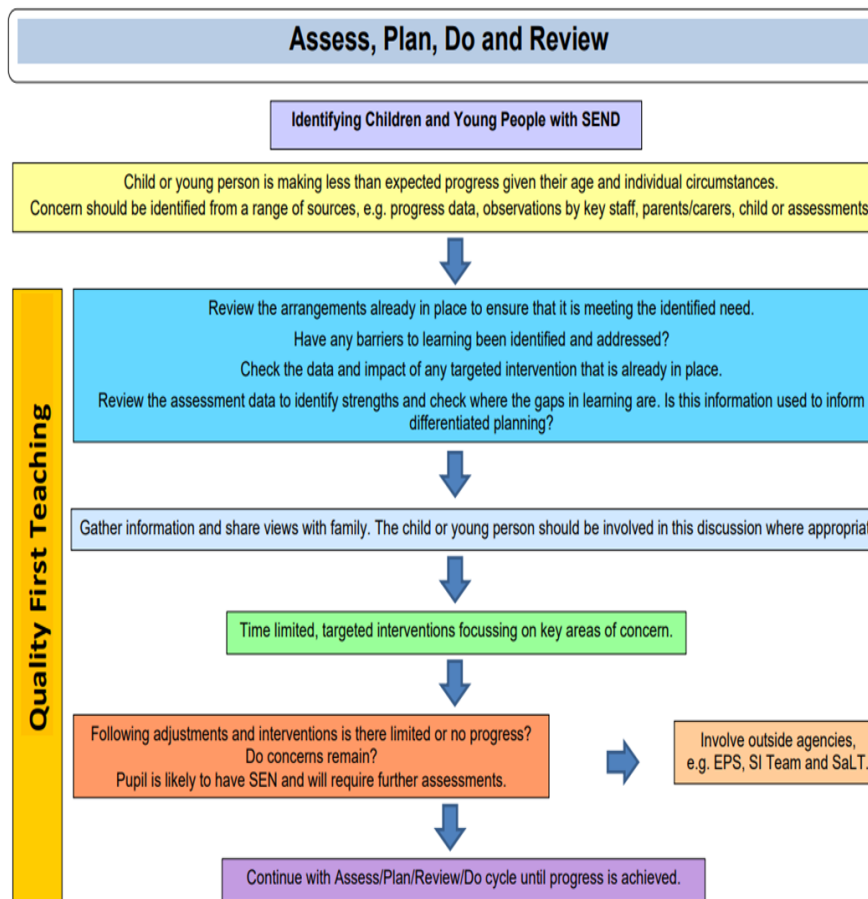 Assess, Plan, Do and Review
Identifying Children and Young People with SEND
Child or young person is making less than expected progress given their age and individual circumstances.
Concern should be identified from a range of sources, e.g. progress data, observations by key staff, parents/carers, child or assessments
Quality First Teaching
Review the arrangements already in place to ensure that it is meeting the identified need.
Have any barriers to learning been identified and addressed?
Check the data and impact of any targeted intervention that is already in place.
Review the assessment data to identify strengths and check where the gaps in learning are. Is this information used to inform
differentiated planning?
Gather information and share views with family. The child or young person should be involved in this discussion where appropriat
Time limited, targeted interventions focussing on key areas of concern.
Following adjustments and interventions is there limited or no progress?
Do concerns remain?
Pupil is likely to have SEN and will require further assessments.
Involve outside agencies,
e.g. EPS, SI Team and SaLT.
Continue with Assess/Plan/Review/Do cycle until progress is achieved.